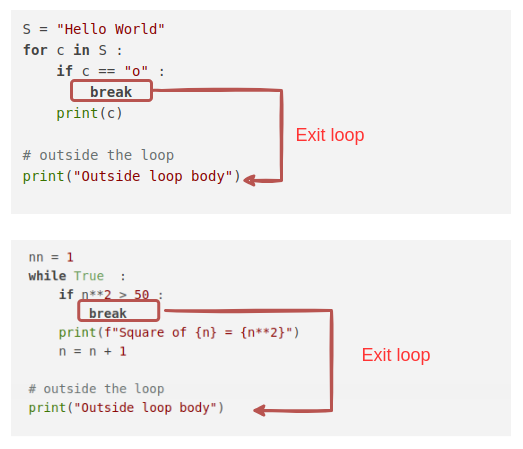 S = "Hello World"
for c in S :
    if c == "o" :
        break
    print(c)
Exit loop
# outside the loop
print("Outside loop body")
nn = 1
while True  :
    if n**2 > 50 :
        break
    print(f"Square of {n} = {n**2}")
    n = n + 1
Exit loop
# outside the loop
print("Outside loop body")